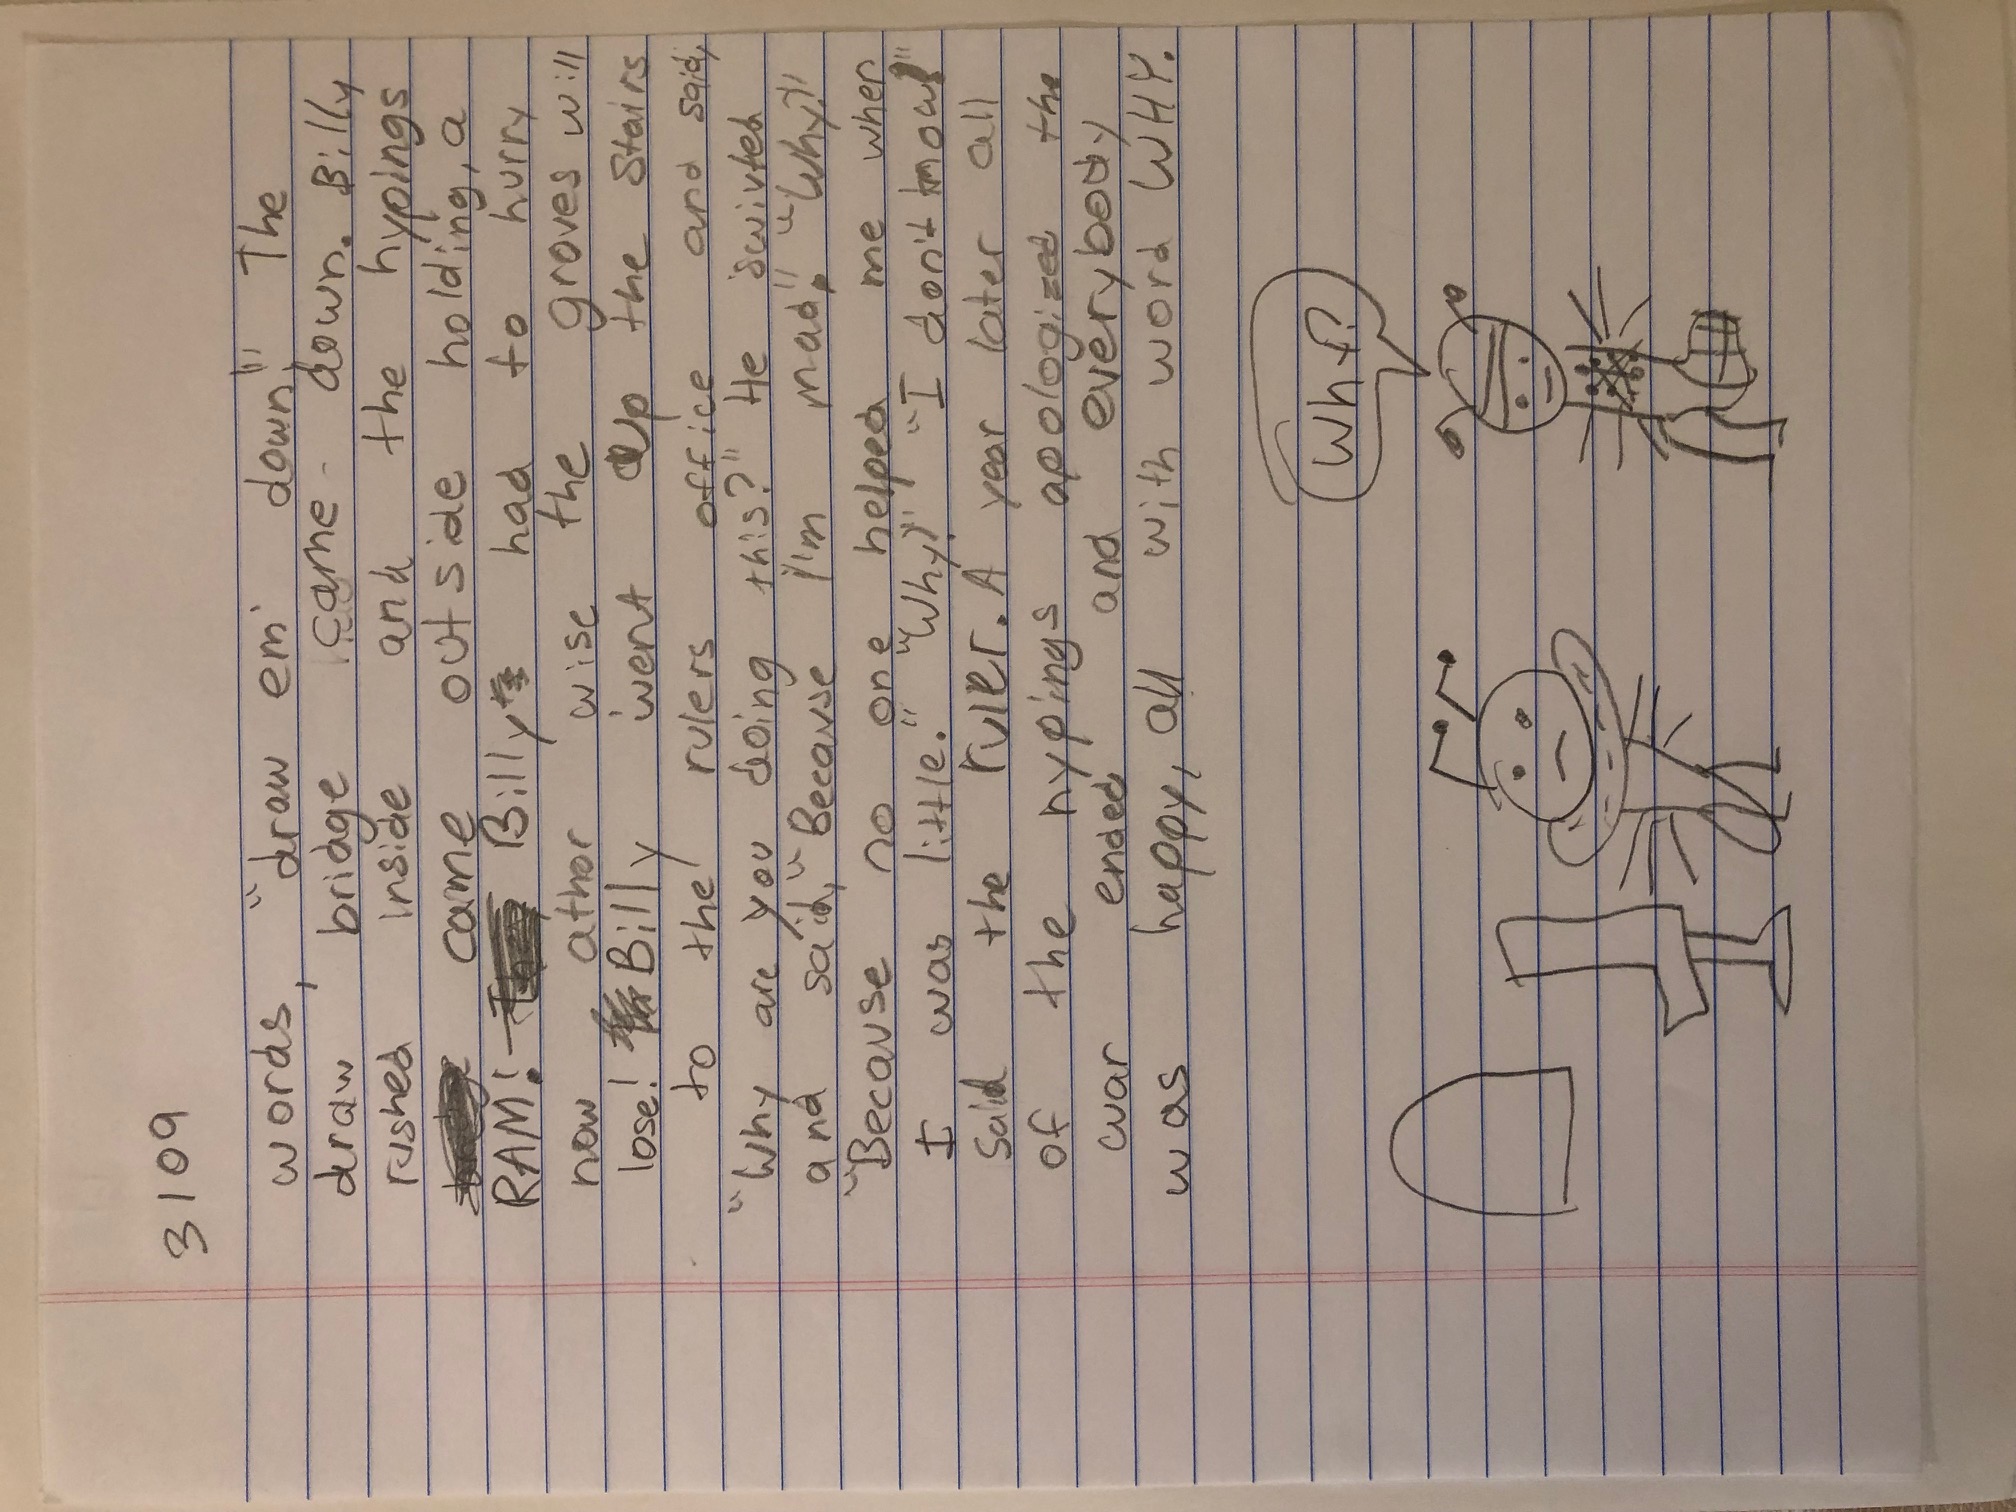 3109
words, "draw em' down!" The
draw bridge came down. Billy
rushed inside and the hypings
came outside holding, a
RAM! Billy had to hurry
now athor wise the groves will
lose! Billy went up the stairs
to the rulers office and said,
"Why are you doing this?" He swivted
and said, "Because I'm mad!" "Why?"
"Because no one helped me when
I was little." "Why?" "I don't know!"
said the ruler. A year later all
of the hypings apologized the
war ended and everybody
was happy, all with word WHY.
Why?